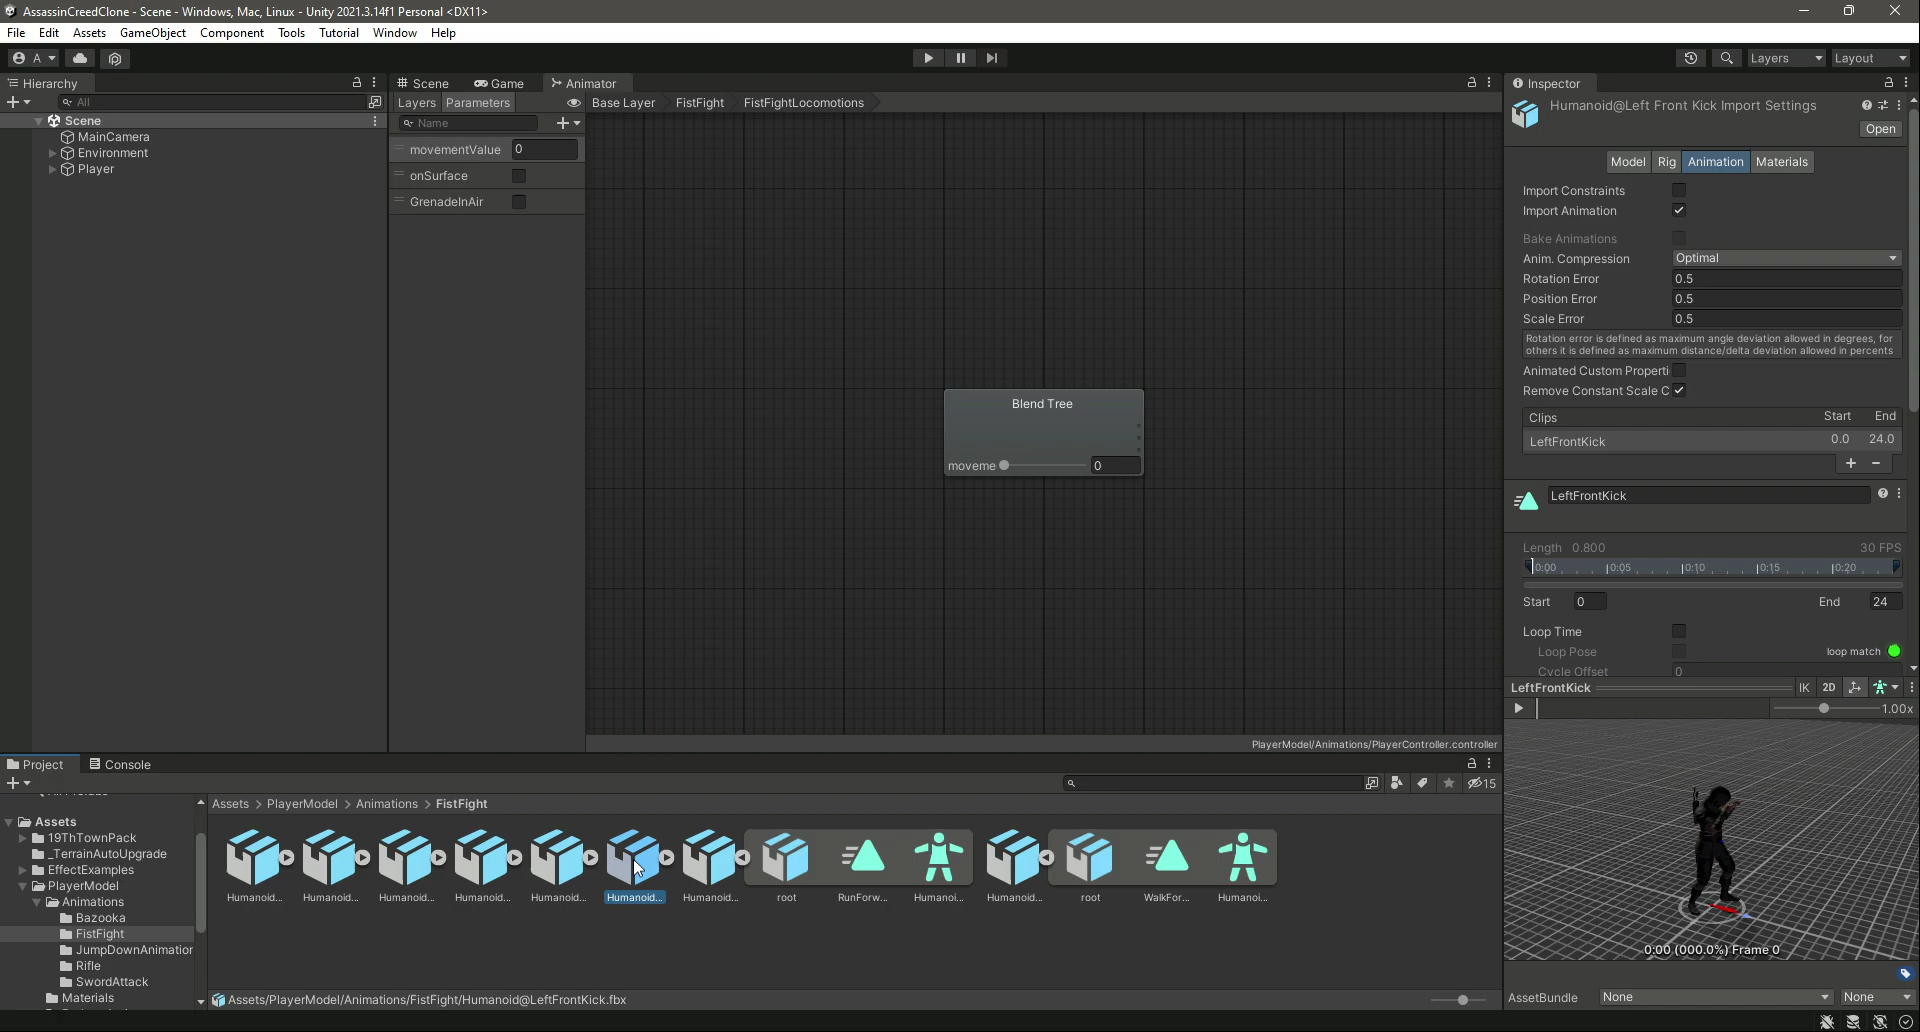 AssassinCreedClone - Scene - Windows, Mac, Linux - Unity 2021.3.14f1 Personal <DX11>
File Edit Assets GameObject Component Tools Tutorial Window Help
A Layers Layout
Hierarchy
All
Scene
MainCamera
Environment
Player
Scene Game Animator
Layers Parameters Base Layer FistFight FistFightLocomotions
Name
movementValue 0
onSurface
GrenadeInAir
Blend Tree
moveme 0
PlayerModel/Animations/PlayerController.controller
Inspector
Humanoid@Left Front Kick Import Settings
Open
Model Rig Animation Materials
Import Constraints
Import Animation
Bake Animations
Anim. Compression Optimal
Rotation Error 0.5
Position Error 0.5
Scale Error 0.5
Rotation error is defined as maximum angle deviation allowed in degrees, for
others it is defined as maximum distance/delta deviation allowed in percents
Animated Custom Properti
Remove Constant Scale C
Clips Start End
LeftFrontKick 0.0 24.0
+ −
LeftFrontKick
Length 0.800 30 FPS
0:00 0:05 0:10 0:15 0:20
Start 0 End 24
Loop Time
Loop Pose loop match
Cycle Offset 0
LeftFrontKick IK 2D
1.00x
0:00 (000.0%) Frame 0
AssetBundle None None
Project Console
15
Assets
19ThTownPack
_TerrainAutoUpgrade
EffectExamples
PlayerModel
Animations
Bazooka
FistFight
JumpDownAnimation
Rifle
SwordAttack
Materials
Assets > PlayerModel > Animations > FistFight
Humanoid... Humanoid... Humanoid... Humanoid... Humanoid... Humanoid... Humanoid... root RunForw... Humanoi... Humanoid... root WalkFor... Humanoi...
Assets/PlayerModel/Animations/FistFight/Humanoid@LeftFrontKick.fbx